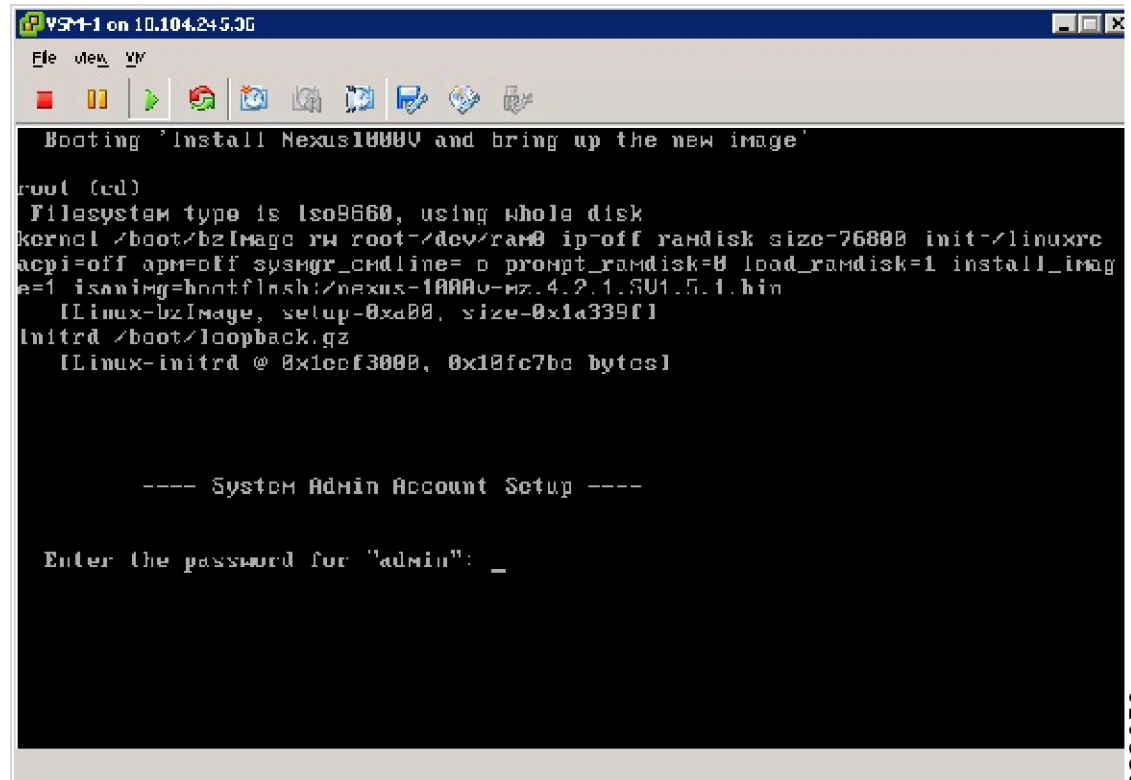 VSM-1 on 10.104.245.36
File View VM
Booting 'Install Nexus1000V and bring up the new image'
root (cd)
Filesystem type is iso9660, using whole disk
kernel /boot/bzImage rw root=/dev/ram0 ip=off ramdisk_size=76800 init=/linuxrc
acpi=off apm=off sysmgr_cmdline= prompt_ramdisk=0 load_ramdisk=1 install_imag
e=1 isanimg=bootflash:/nexus-1000v-mz.4.2.1.SV1.5.1.bin
[Linux-bzImage, setup=0xa00, size=0x1a339f]
initrd /boot/loopback.gz
[Linux-initrd @ bytes]
---- System Admin Account Setup ----
Enter the password for "admin": _